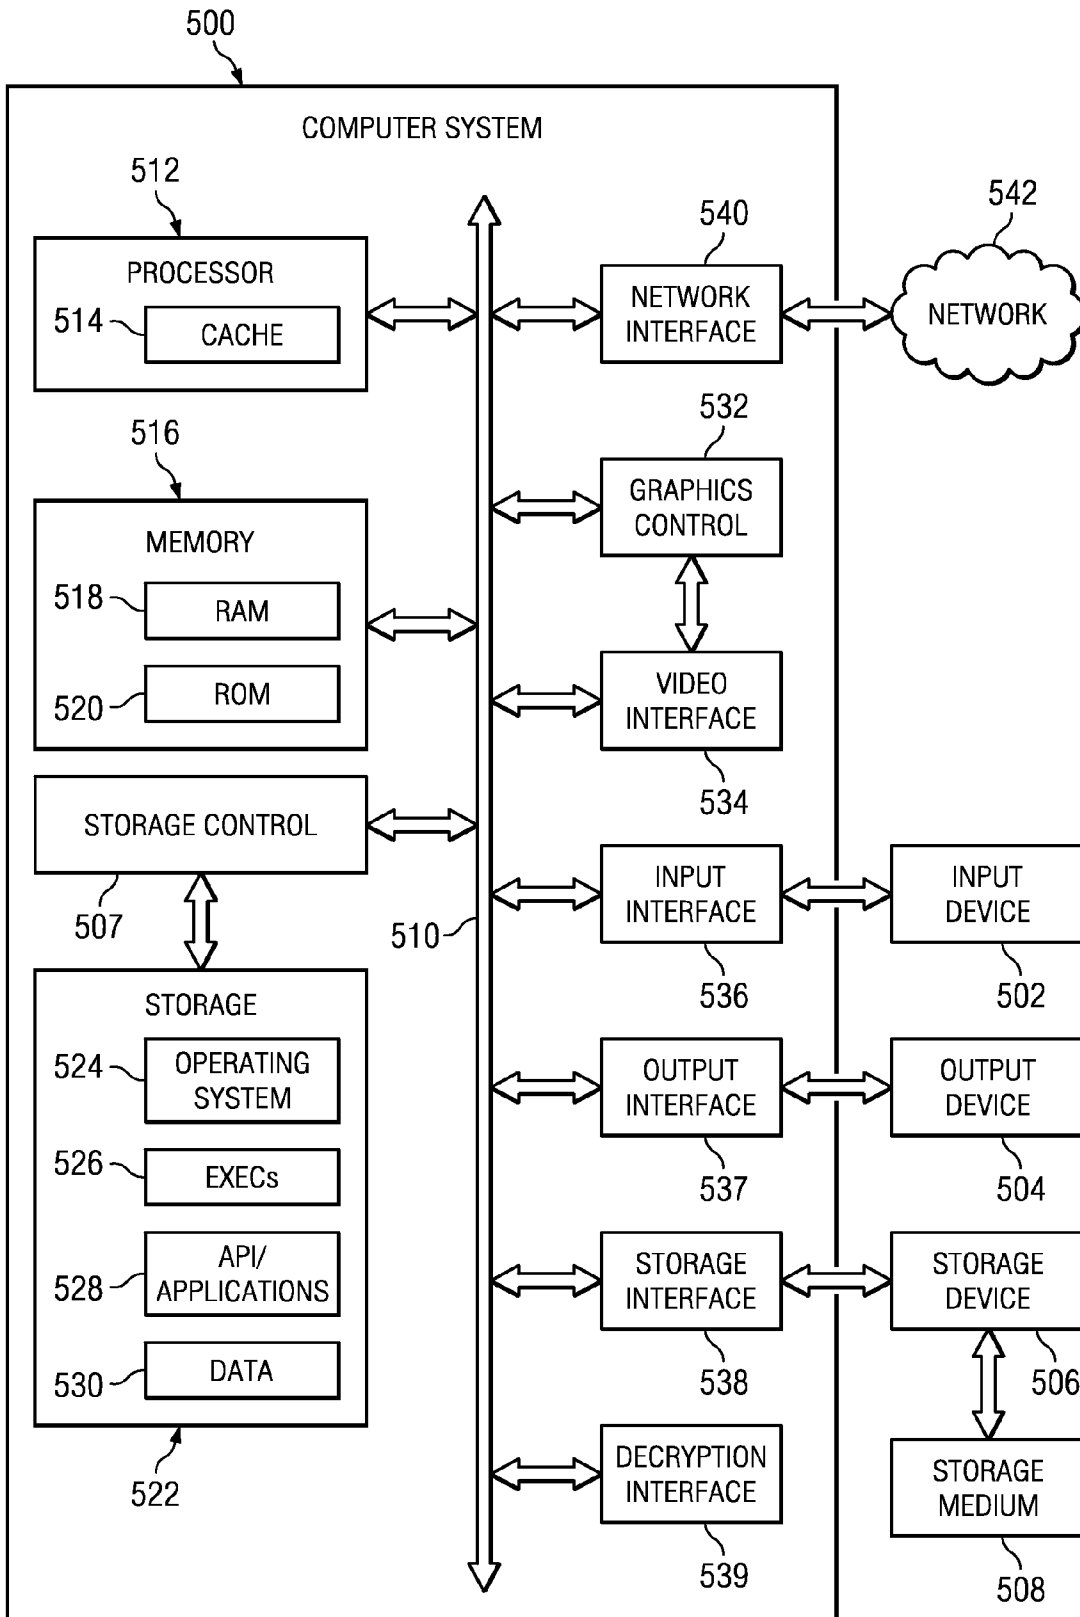 500
COMPUTER SYSTEM
512
PROCESSOR
514
CACHE
516
MEMORY
518
RAM
520
ROM
STORAGE CONTROL
507
510
STORAGE
524
OPERATING
SYSTEM
526
EXECs
528
API/
APPLICATIONS
530
DATA
522
540
NETWORK
INTERFACE
542
NETWORK
532
GRAPHICS
CONTROL
VIDEO
INTERFACE
534
INPUT
INTERFACE
536
INPUT
DEVICE
502
OUTPUT
INTERFACE
537
OUTPUT
DEVICE
504
STORAGE
INTERFACE
538
STORAGE
DEVICE
506
DECRYPTION
INTERFACE
539
STORAGE
MEDIUM
508